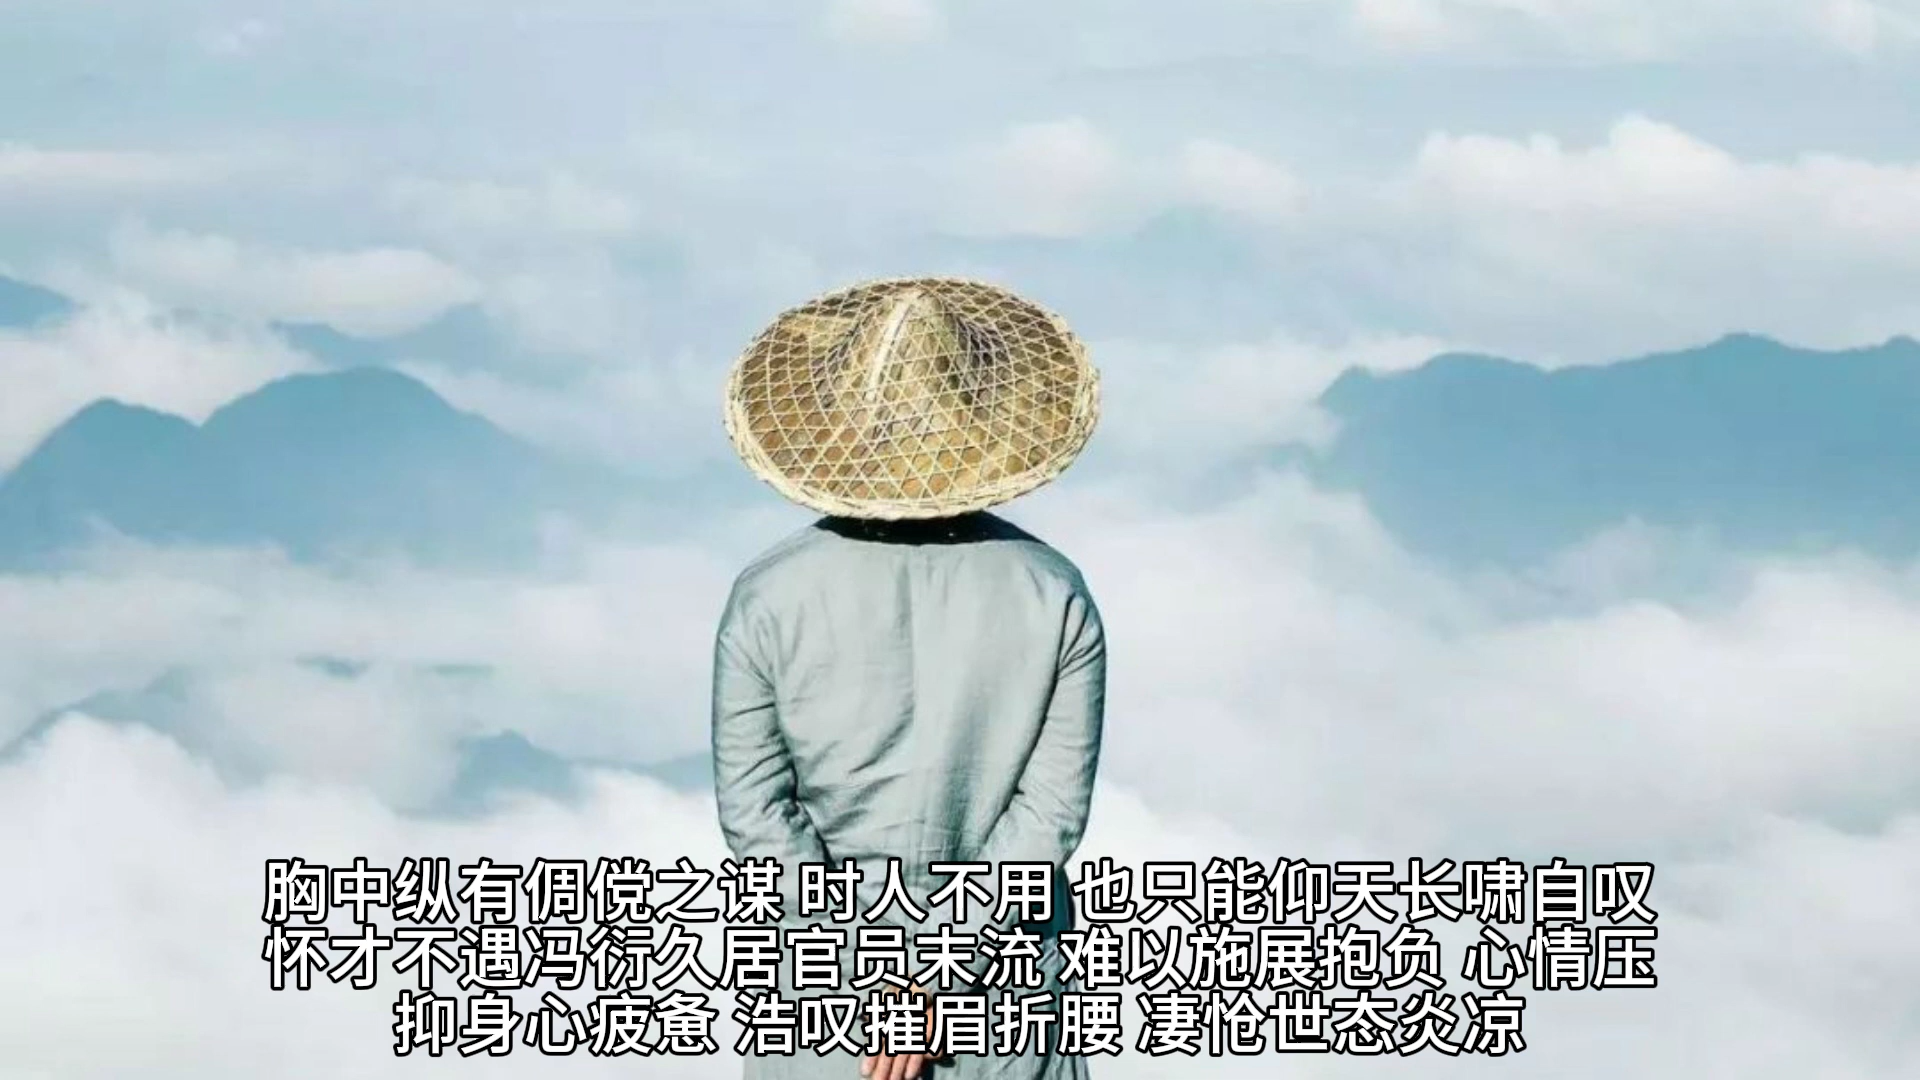 胸中纵有倜傥之谋 时人不用 也只能仰天长啸自叹
怀才不遇冯衍久居官员末流 难以施展抱负 心情压
抑身心疲惫 浩叹摧眉折腰 凄怆世态炎凉